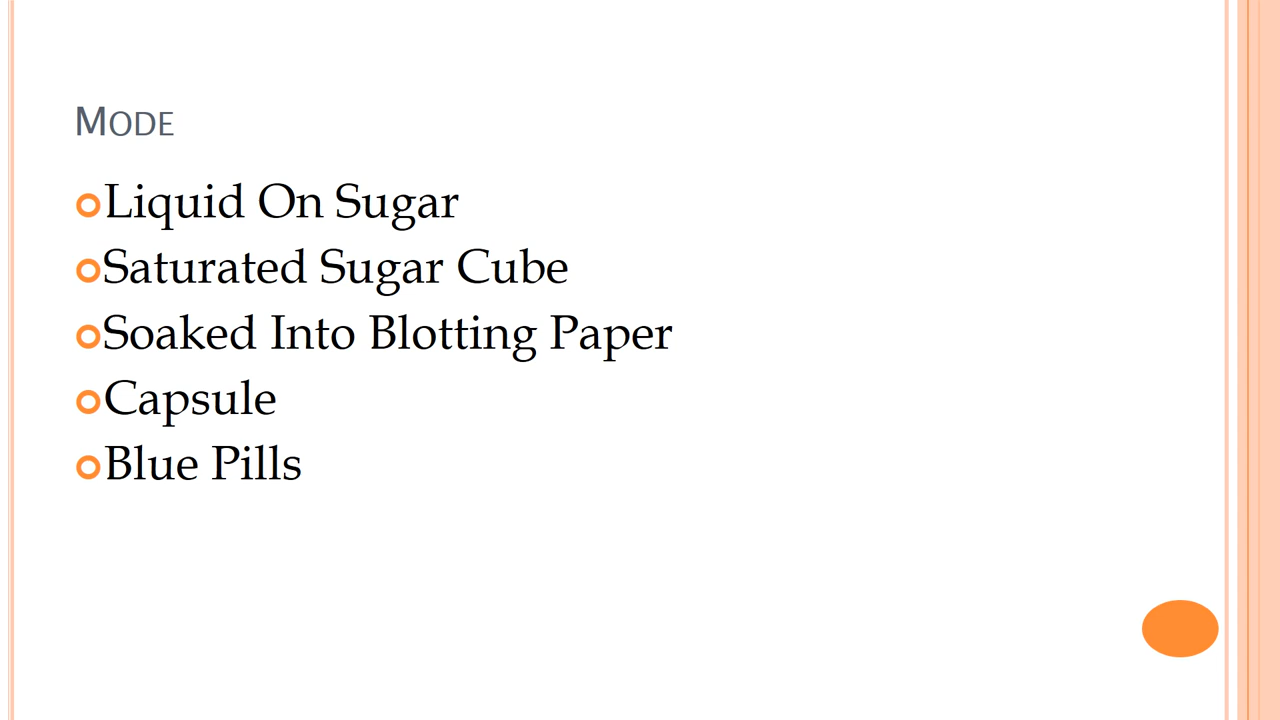 Mode
Liquid On Sugar
Saturated Sugar Cube
Soaked Into Blotting Paper
Capsule
Blue Pills